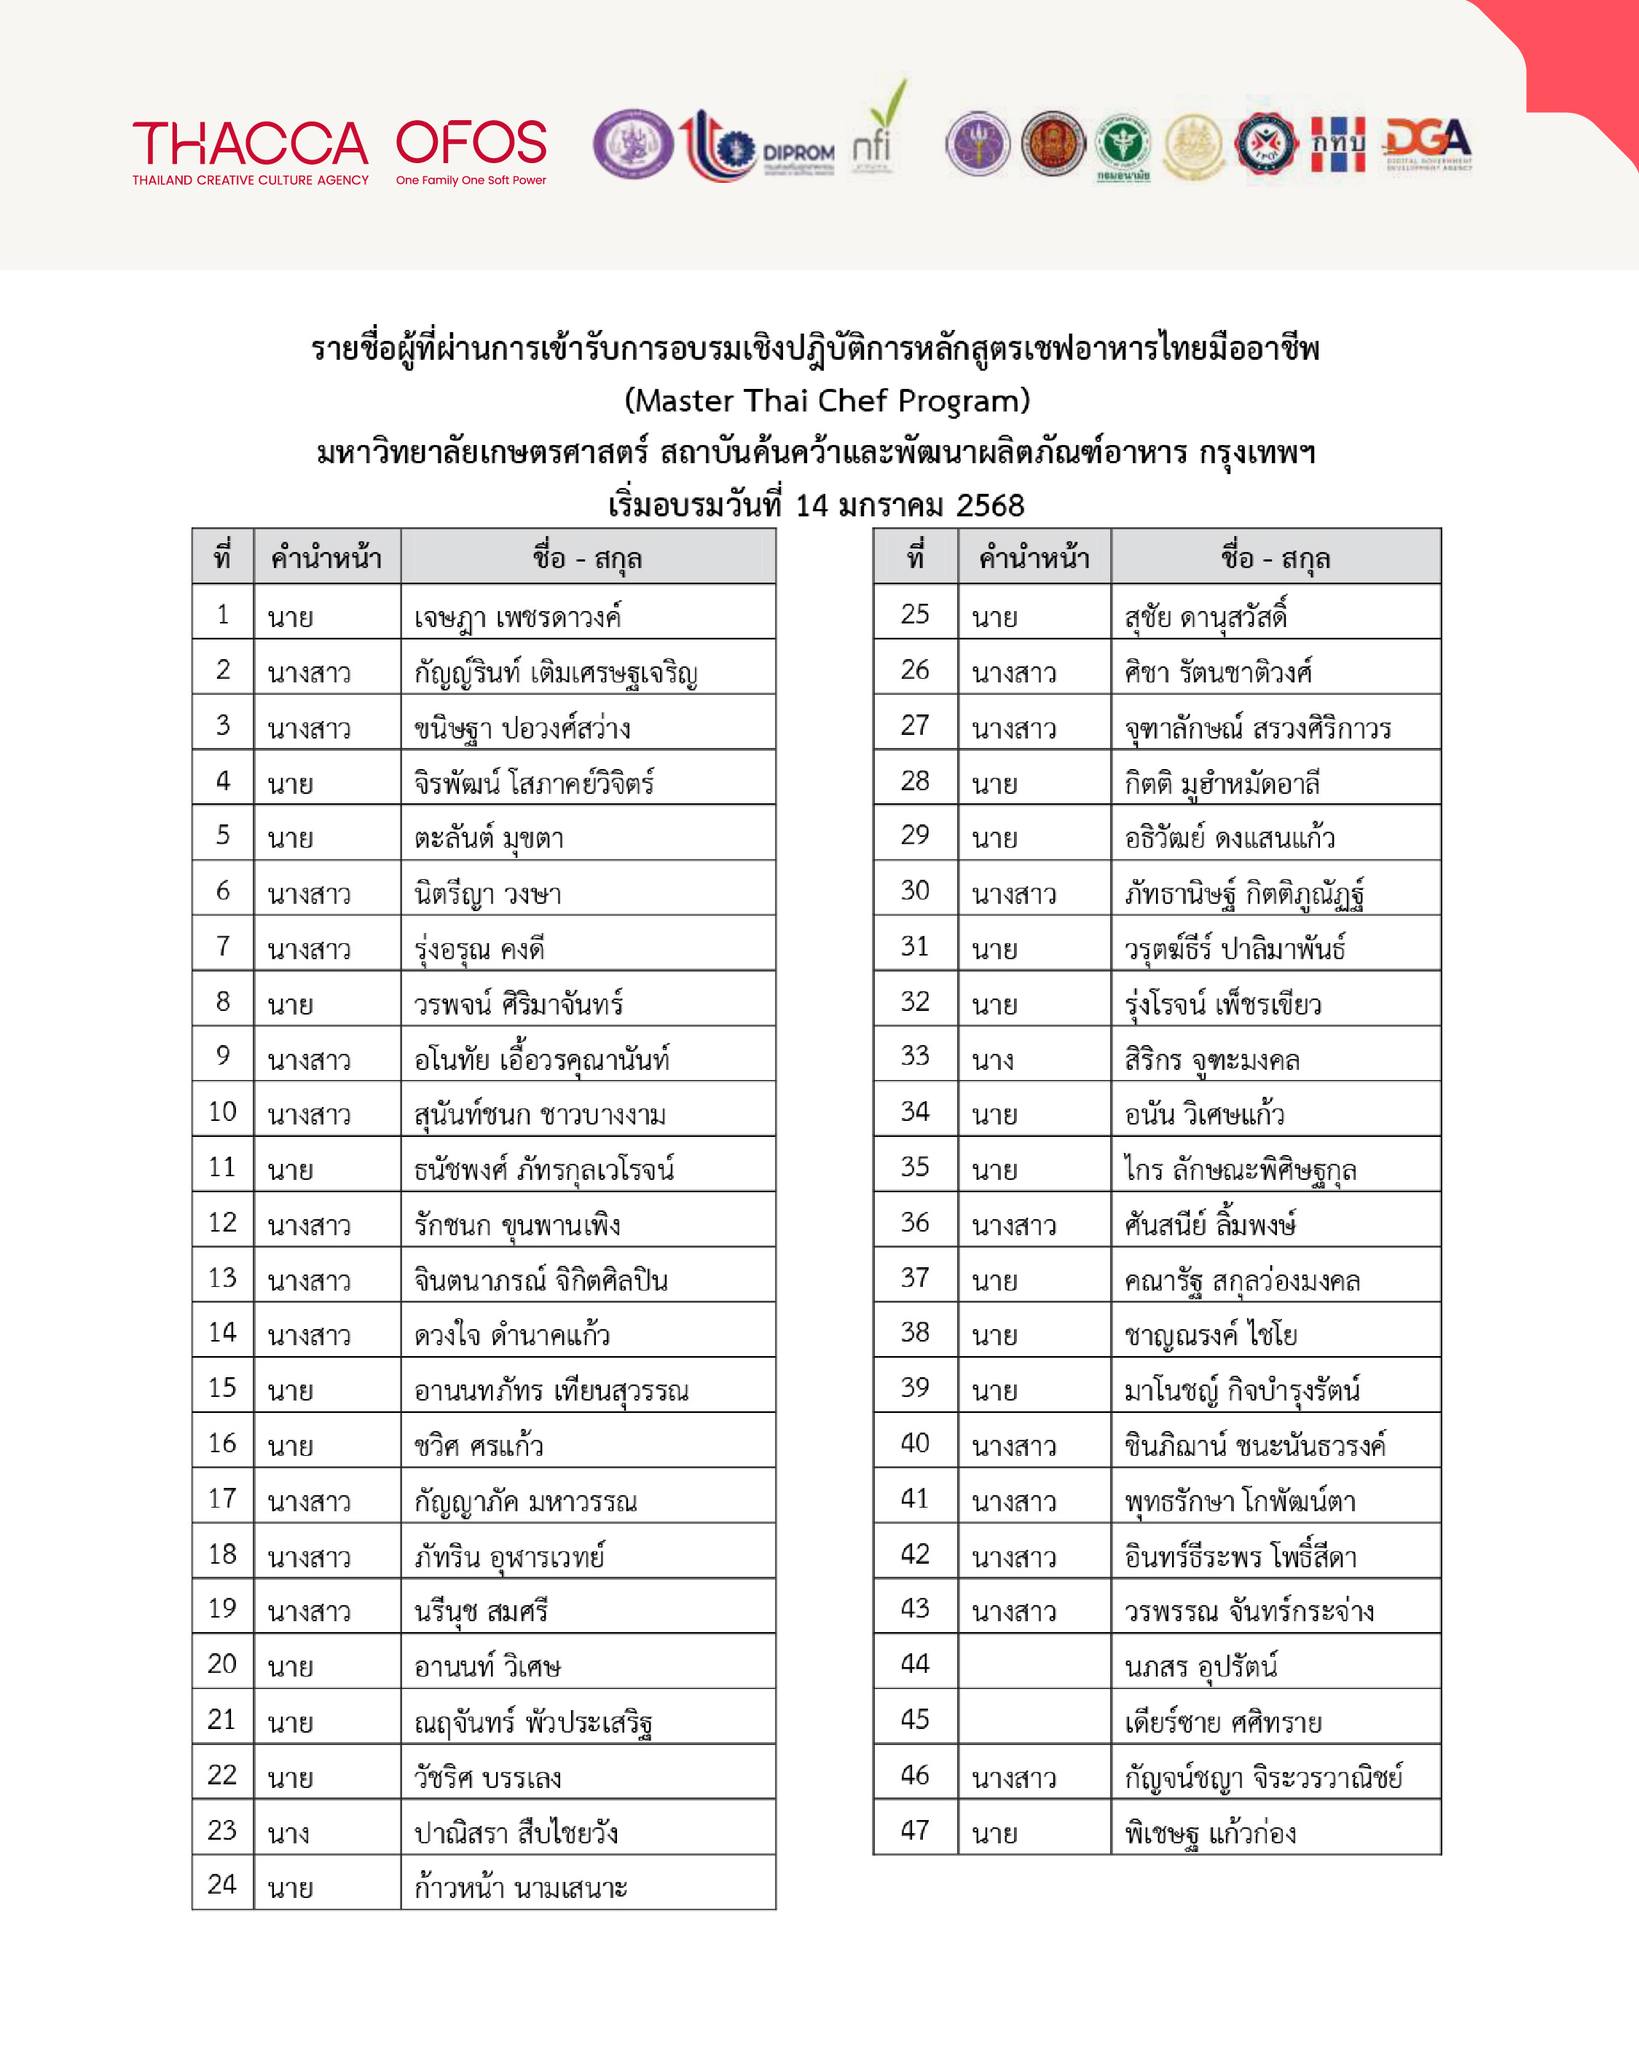 THACCA OFOS
THAILAND CREATIVE CULTURE AGENCY One Family One Soft Power
DIPROM
nfi
กรมอนามัย
กทบ
DGA
DIGITAL GOVERNMENT
DEVELOPMENT AGENCY
รายชื่อผู้ที่ผ่านการเข้ารับการอบรมเชิงปฎิบัติการหลักสูตรเชฟอาหารไทยมืออาชีพ
(Master Thai Chef Program)
มหาวิทยาลัยเกษตรศาสตร์ สถาบันค้นคว้าและพัฒนาผลิตภัณฑ์อาหาร กรุงเทพฯ
เริ่มอบรมวันที่ 14 มกราคม 2568
ที่ คำนำหน้า ชื่อ - สกุล
1 นาย เจษฎา เพชรดาวงค์
2 นางสาว กัญญ์รินท์ เติมเศรษฐเจริญ
3 นางสาว ขนิษฐา ปอวงศ์สว่าง
4 นาย จิรพัฒน์ โสภาคย์วิจิตร์
5 นาย ตะลันต์ มุขตา
6 นางสาว นิตรีญา วงษา
7 นางสาว รุ่งอรุณ คงดี
8 นาย วรพจน์ ศิริมาจันทร์
9 นางสาว อโนทัย เอื้อวรคุณานันท์
10 นางสาว สุนันท์ชนก ชาวบางงาม
11 นาย ธนัชพงศ์ ภัทรกุลเวโรจน์
12 นางสาว รักชนก ขุนพานเพิง
13 นางสาว จินตนาภรณ์ จิกิตศิลปิน
14 นางสาว ดวงใจ ดำนาคแก้ว
15 นาย อานนทภัทร เทียนสุวรรณ
16 นาย ชวิศ ศรแก้ว
17 นางสาว กัญญาภัค มหาวรรณ
18 นางสาว ภัทริน อุฬารเวทย์
19 นางสาว นรีนุช สมศรี
20 นาย อานนท์ วิเศษ
21 นาย ณฤจันทร์ พัวประเสริฐ
22 นาย วัชริศ บรรเลง
23 นาง ปาณิสรา สืบไชยวัง
24 นาย ก้าวหน้า นามเสนาะ
ที่ คำนำหน้า ชื่อ - สกุล
25 นาย สุชัย ดานุสวัสดิ์
26 นางสาว ศิชา รัตนชาติวงศ์
27 นางสาว จุฑาลักษณ์ สรวงศิริกาวร
28 นาย กิตติ มูฮำหมัดอาลี
29 นาย อธิวัฒย์ ดงแสนแก้ว
30 นางสาว ภัทธานิษฐ์ กิตติภูณัฏฐ์
31 นาย วรุตฆ์ธีร์ ปาลิมาพันธ์
32 นาย รุ่งโรจน์ เพ็ชรเขียว
33 นาง สิริกร จูฑะมงคล
34 นาย อนัน วิเศษแก้ว
35 นาย ไกร ลักษณะพิศิษฐกุล
36 นางสาว ศันสนีย์ ลิ้มพงษ์
37 นาย คณารัฐ สกุลว่องมงคล
38 นาย ชาญณรงค์ ไชโย
39 นาย มาโนชญ์ กิจบำรุงรัตน์
40 นางสาว ชินภิฌาน์ ชนะนันธวรงค์
41 นางสาว พุทธรักษา โกพัฒน์ตา
42 นางสาว อินทร์ธีระพร โพธิ์สีดา
43 นางสาว วรพรรณ จันทร์กระจ่าง
44 นภสร อุปรัตน์
45 เดียร์ซาย ศศิทราย
46 นางสาว กัญจน์ชญา จิระวรวาณิชย์
47 นาย พิเชษฐ แก้วก่อง